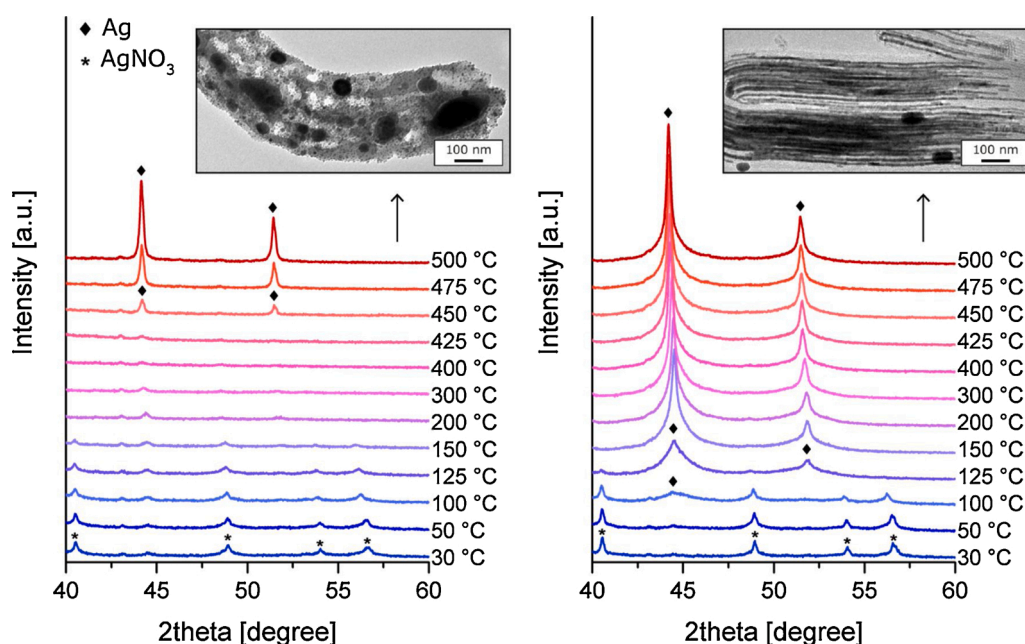 ◆ Ag
* AgNO3
Intensity [a.u.]
100 nm
500 °C
475 °C
450 °C
425 °C
400 °C
300 °C
200 °C
150 °C
125 °C
100 °C
50 °C
30 °C
40 45 50 55 60
2theta [degree]
Intensity [a.u.]
100 nm
500 °C
475 °C
450 °C
425 °C
400 °C
300 °C
200 °C
150 °C
125 °C
100 °C
50 °C
30 °C
40 45 50 55 60
2theta [degree]